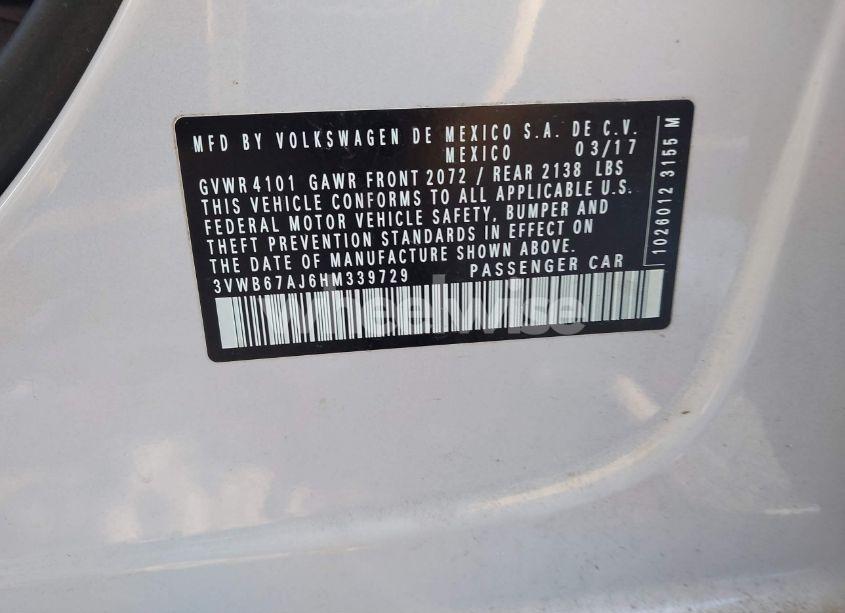 MFD BY VOLKSWAGEN DE MEXICO S.A. DE C.V.
MEXICO 03/17
GVWR 4101 GAWR FRONT 2072 / REAR 2138 LBS
THIS VEHICLE CONFORMS TO ALL APPLICABLE U.S.
FEDERAL MOTOR VEHICLE SAFETY, BUMPER AND
THEFT PREVENTION STANDARDS IN EFFECT ON
THE DATE OF MANUFACTURE SHOWN ABOVE.
3VWB67AJ6HM339729 PASSENGER CAR
1026012 3155 M
wheelwise